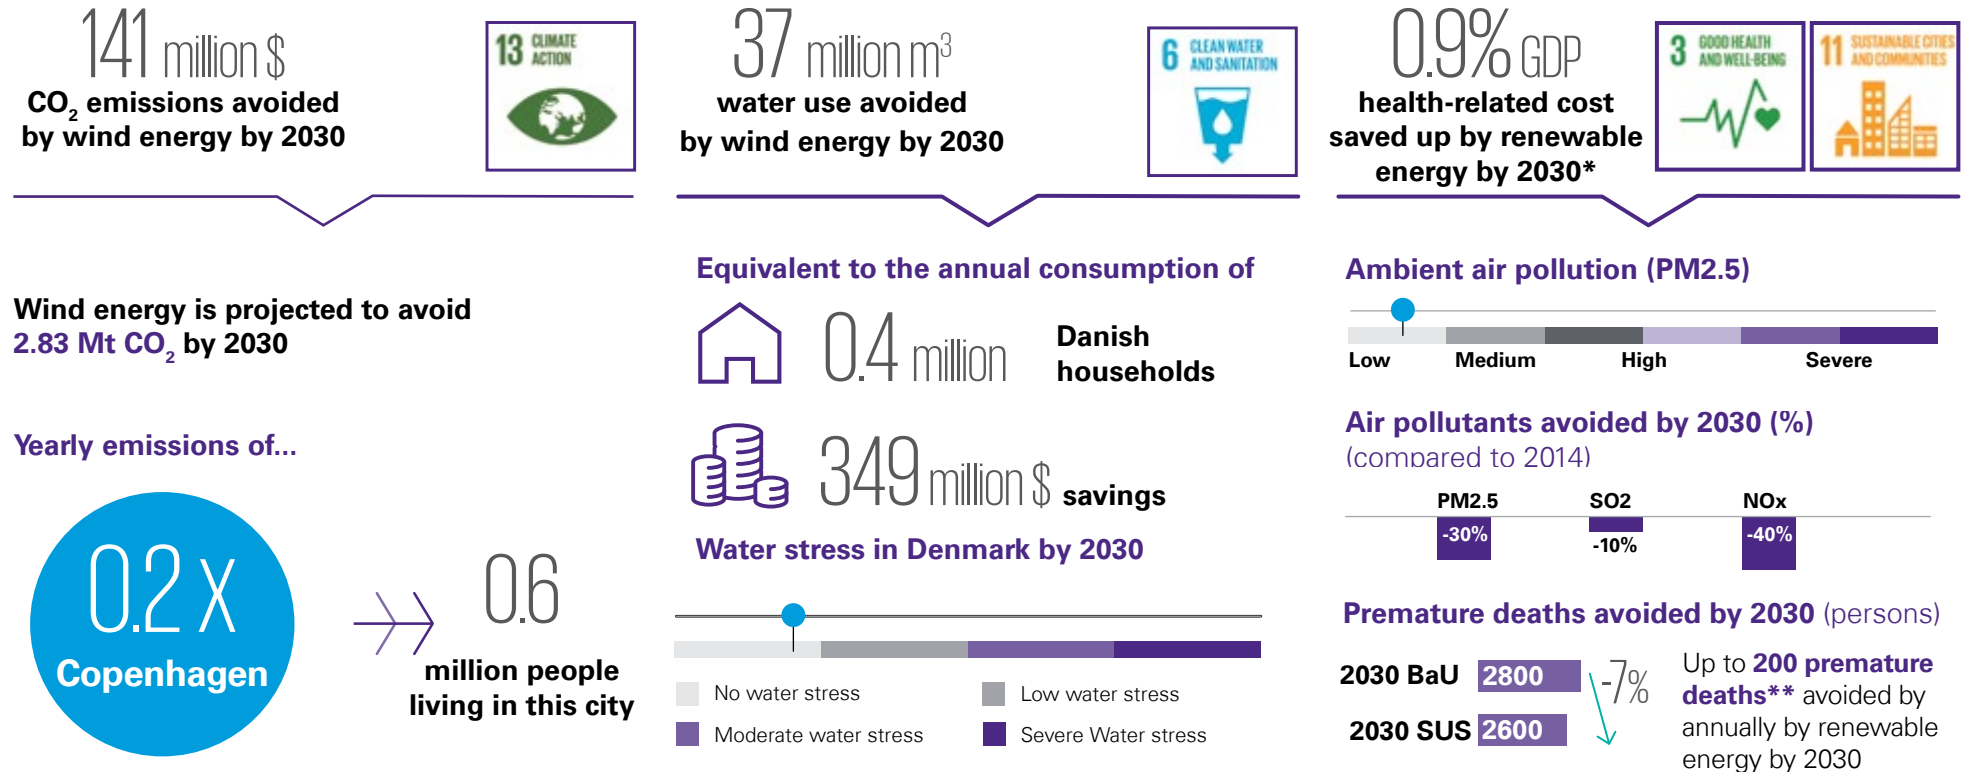 141 million $
CO₂ emissions avoided
by wind energy by 2030
13 CLIMATE
ACTION
Wind energy is projected to avoid
2.83 Mt CO₂ by 2030
Yearly emissions of...
0.2 X
Copenhagen
0.6
million people
living in this city
37 million m³
water use avoided
by wind energy by 2030
6 CLEAN WATER
AND SANITATION
Equivalent to the annual consumption of
0.4 million
Danish
households
349 million $ savings
Water stress in Denmark by 2030
No water stress
Low water stress
Moderate water stress
Severe Water stress
0.9% GDP
health-related cost
saved up by renewable
energy by 2030*
3 GOOD HEALTH
AND WELL-BEING
11 SUSTAINABLE CITIES
AND COMMUNITIES
Ambient air pollution (PM2.5)
Low Medium High Severe
Air pollutants avoided by 2030 (%)
(compared to 2014)
PM2.5 SO2 NOx
-30% -10% -40%
Premature deaths avoided by 2030 (persons)
2030 BaU 2800
-7%
2030 SUS 2600
Up to 200 premature
deaths** avoided by
annually by renewable
energy by 2030